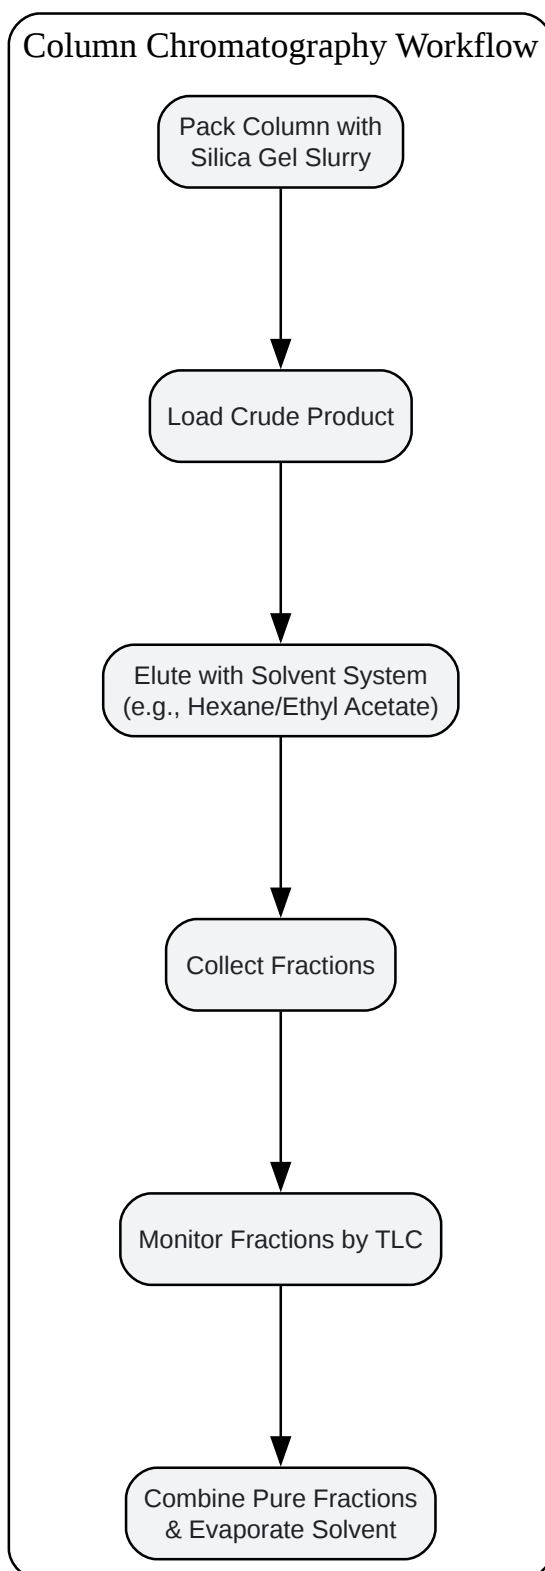 Column Chromatography Workflow
Pack Column with
Silica Gel Slurry
Load Crude Product
Elute with Solvent System
(e.g., Hexane/Ethyl Acetate)
Collect Fractions
Monitor Fractions by TLC
Combine Pure Fractions
& Evaporate Solvent